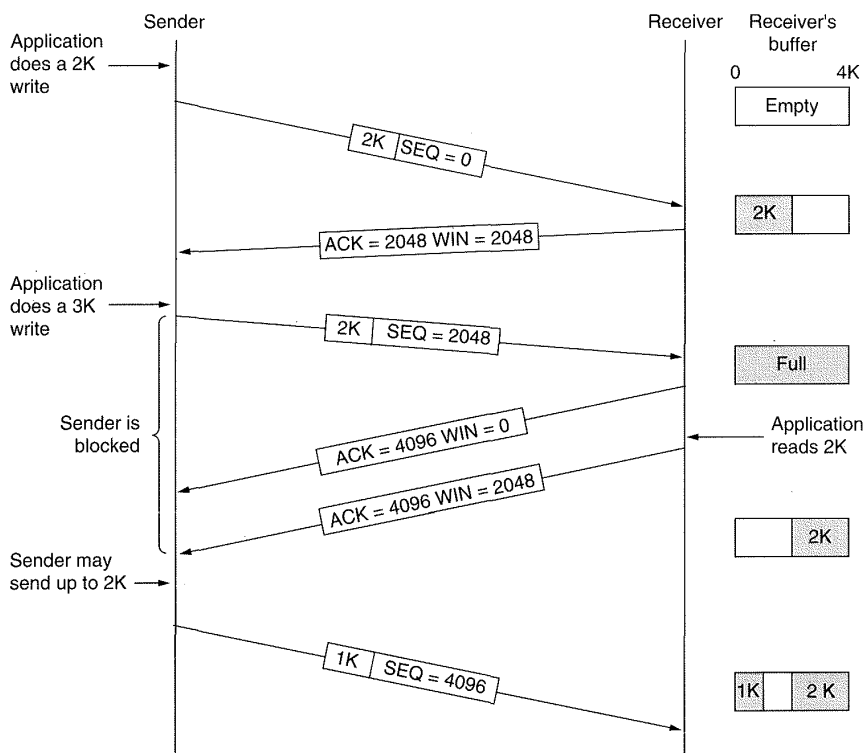 Sender
Receiver
Receiver's
buffer
Application
does a 2K
write
0
4K
Empty
2K SEQ = 0
2K
ACK = 2048 WIN = 2048
Application
does a 3K
write
2K SEQ = 2048
Full
Sender is
blocked
ACK = 4096 WIN = 0
Application
reads 2K
ACK = 4096 WIN = 2048
2K
Sender may
send up to 2K
1K SEQ = 4096
1K 2 K